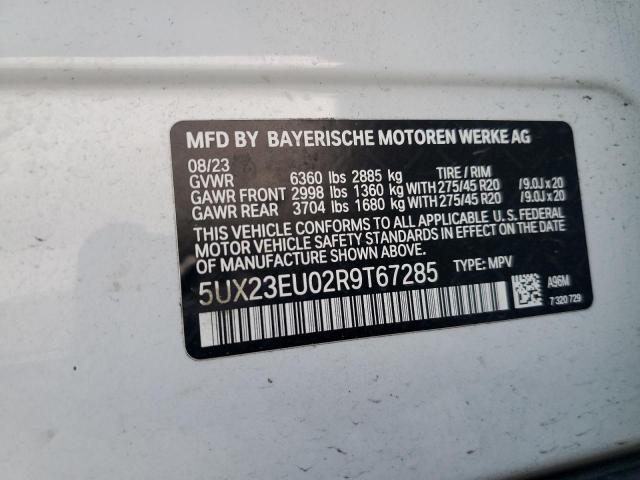 MFD BY BAYERISCHE MOTOREN WERKE AG
08/23
GVWR 6360 lbs 2885 kg TIRE / RIM
GAWR FRONT 2998 lbs 1360 kg WITH 275/45 R20 / 9.0J x 20
GAWR REAR 3704 lbs 1680 kg WITH 275/45 R20 / 9.0J x 20
THIS VEHICLE CONFORMS TO ALL APPLICABLE U.S. FEDERAL
MOTOR VEHICLE SAFETY STANDARDS IN EFFECT ON THE DATE
OF MANUFACTURE SHOWN ABOVE.
5UX23EU02R9T67285 TYPE: MPV
A96M
7 320 729